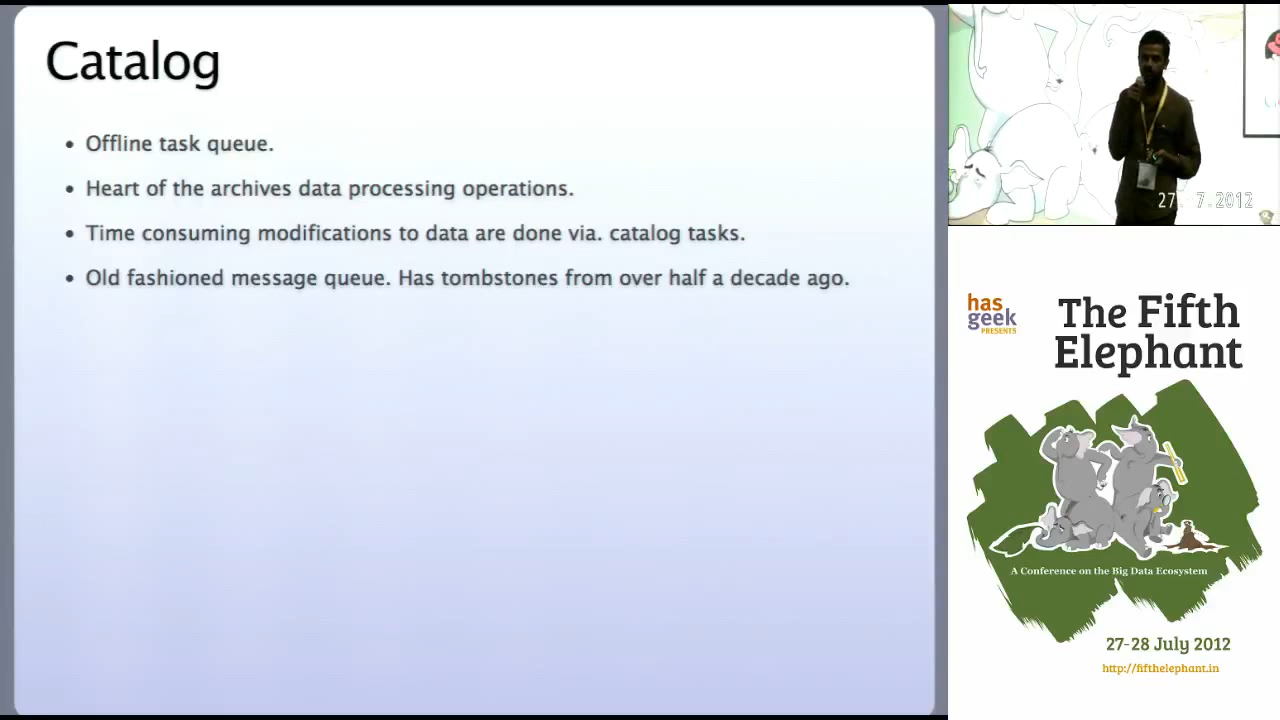 Catalog
Offline task queue.
Heart of the archives data processing operations.
Time consuming modifications to data are done via. catalog tasks.
Old fashioned message queue. Has tombstones from over half a decade ago.
27. 7.2012
has
geek
PRESENTS
The Fifth
Elephant
A Conference on the Big Data Ecosystem
27-28 July 2012
http://fifthelephant.in